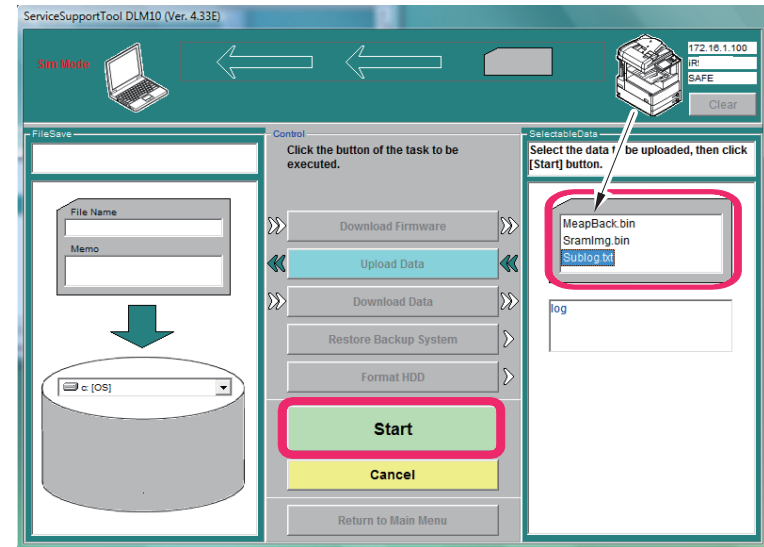 ServiceSupportTool DLM10 (Ver. 4.33E)
Sim Mode
172.16.1.100
iR
SAFE
Clear
FileSave
File Name
Memo
c: [OS]
Control
Click the button of the task to be
executed.
Download Firmware
Upload Data
Download Data
Restore Backup System
Format HDD
Start
Cancel
Return to Main Menu
SelectableData
Select the data to be uploaded, then click
[Start] button.
MeapBack.bin
SramImg.bin
Sublog.txt
log